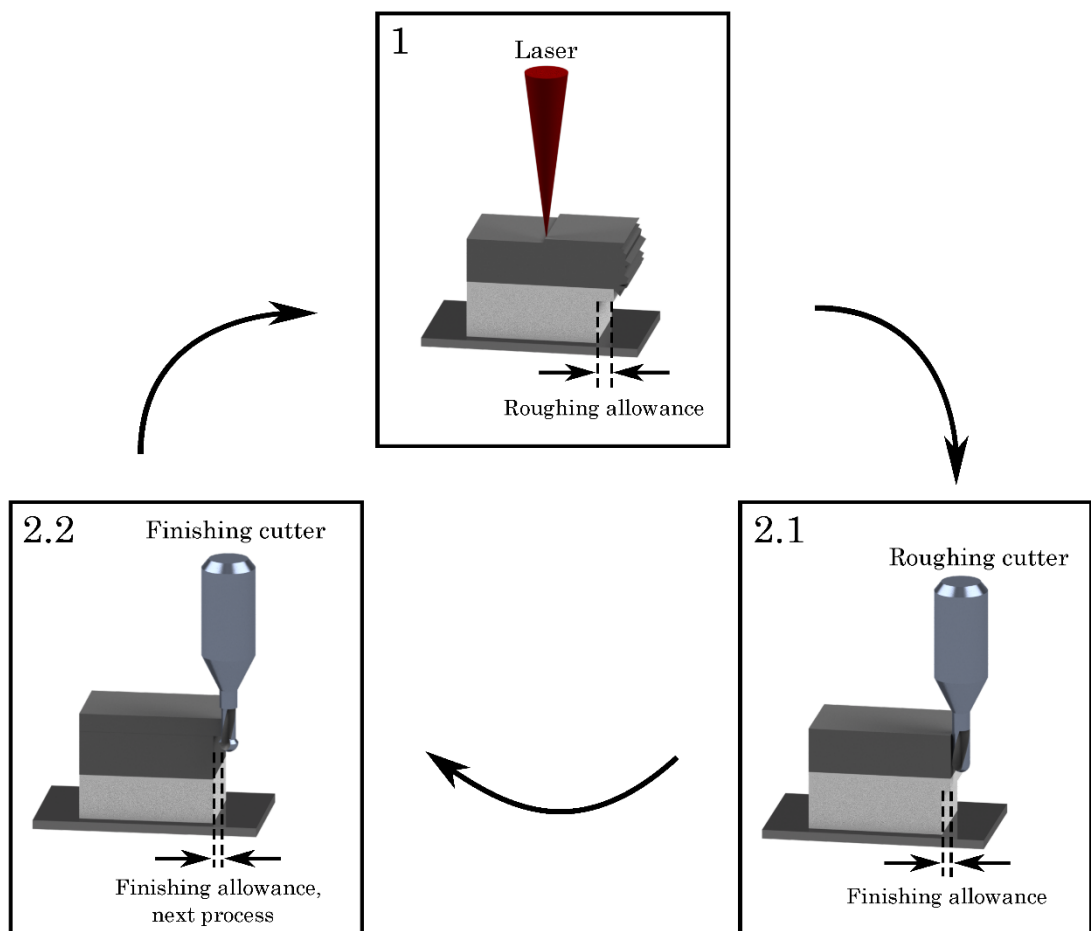 1
Laser
Roughing allowance
2.2
Finishing cutter
Finishing allowance,
next process
2.1
Roughing cutter
Finishing allowance